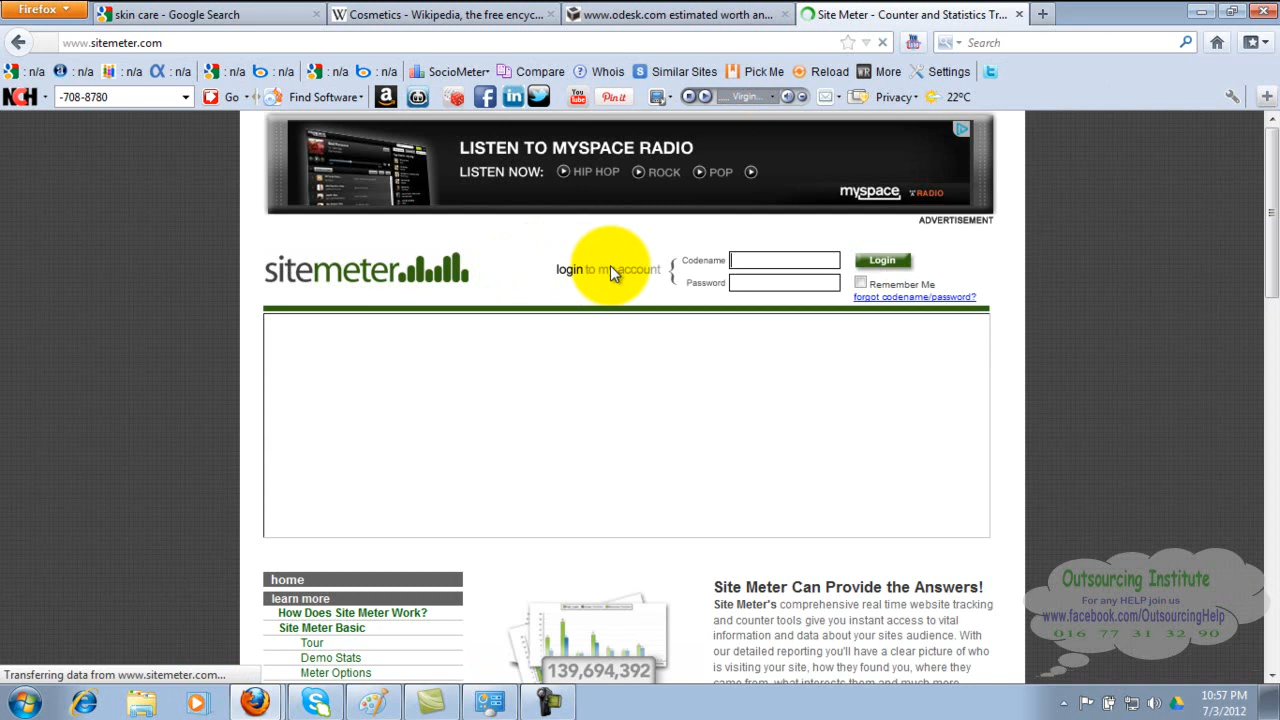 Firefox
skin care - Google Search
Cosmetics - Wikipedia, the free encyc...
www.odesk.com estimated worth an...
Site Meter - Counter and Statistics Tr...
www.sitemeter.com
Search
: n/a : n/a : n/a : n/a : n/a : n/a : n/a : n/a SocioMeter Compare Whois Similar Sites Pick Me Reload More Settings
NCH -708-8780 Go Find Software You Tube Pin it ..... Virgin... Privacy 22ºC
LISTEN TO MYSPACE RADIO
LISTEN NOW: HIP HOP ROCK POP
myspace RADIO
ADVERTISEMENT
sitemeter
login to my account
Codename
Password
Login
Remember Me
forgot codename/password?
home
learn more
How Does Site Meter Work?
Site Meter Basic
Tour
Demo Stats
Meter Options
139,694,392
Site Meter Can Provide the Answers!
Site Meter's comprehensive real time website tracking
and counter tools give you instant access to vital
information and data about your sites audience. With
our detailed reporting you'll have a clear picture of who
is visiting your site, how they found you, where they
came from, what interests them and much more
Outsourcing Institute
For any HELP join us
www.facebook.com/OutsourcingHelp
016 77 31 32 90
Transferring data from www.sitemeter.com...
10:57 PM
7/3/2012